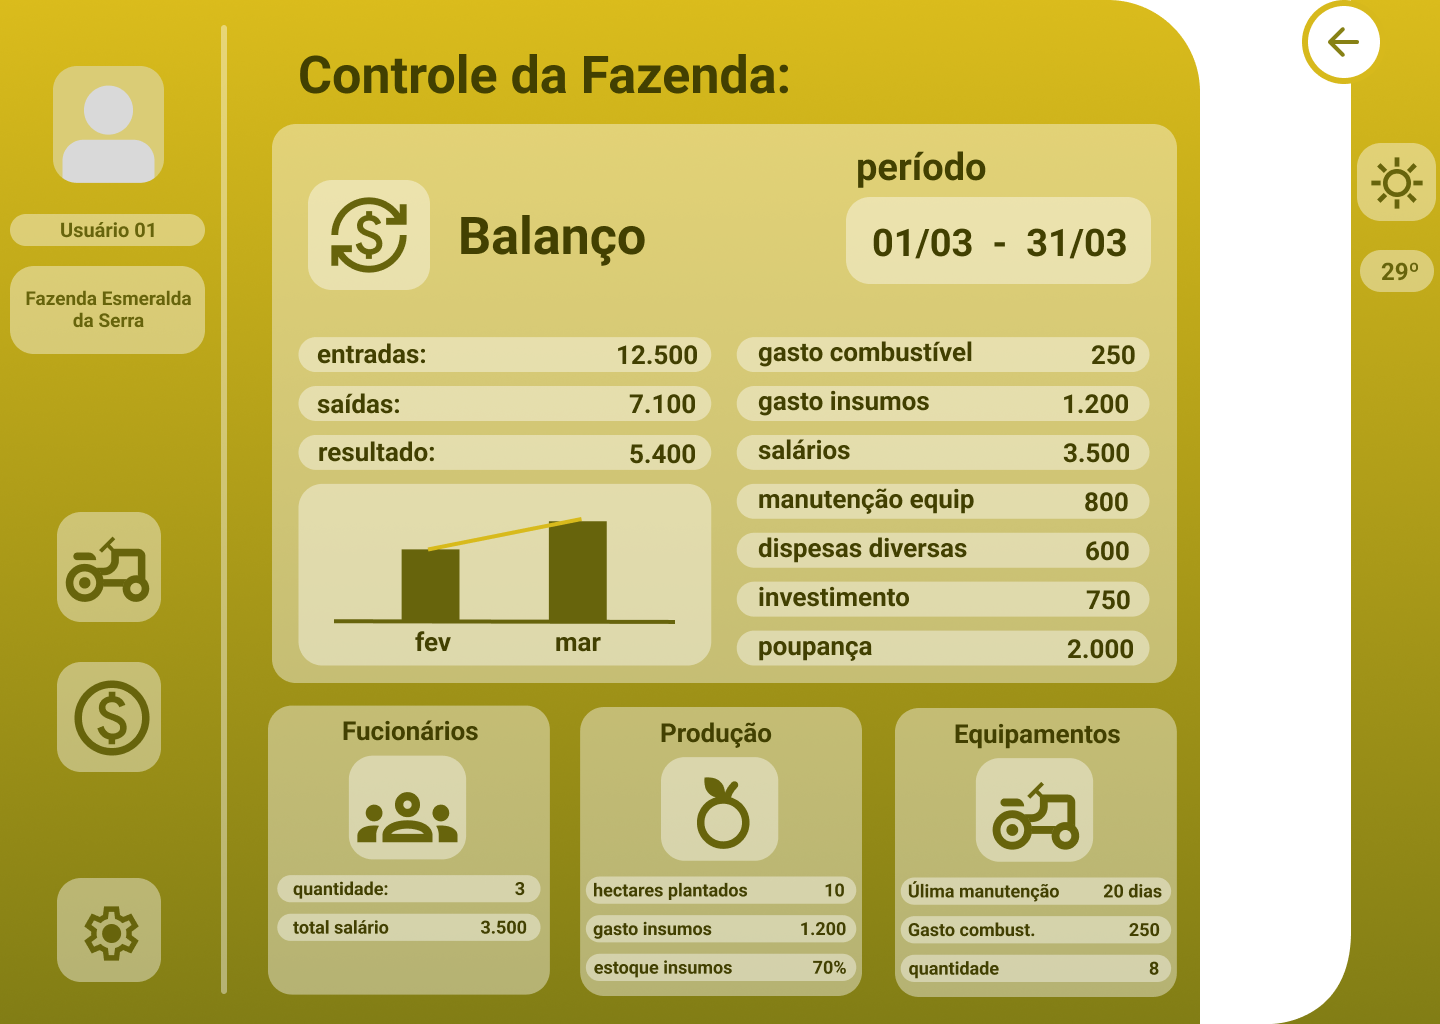 Controle da Fazenda:
Usuário 01
Fazenda Esmeralda
da Serra
29º
Balanço
período
01/03 - 31/03
entradas: 12.500
saídas: 7.100
resultado: 5.400
fev mar
gasto combustível 250
gasto insumos 1.200
salários 3.500
manutenção equip 800
dispesas diversas 600
investimento 750
poupança 2.000
Fucionários
quantidade: 3
total salário 3.500
Produção
hectares plantados 10
gasto insumos 1.200
estoque insumos 70%
Equipamentos
Úlima manutenção 20 dias
Gasto combust. 250
quantidade 8